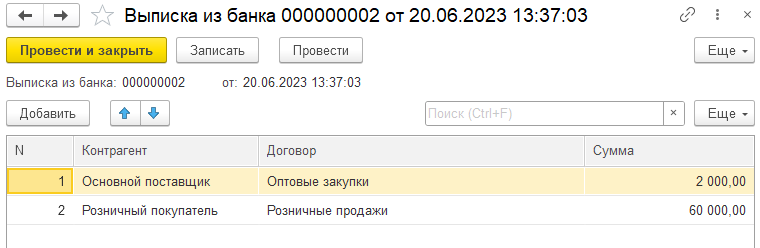 Выписка из банка 000000002 от 20.06.2023 13:37:03
Провести и закрыть Записать Провести Еще
Выписка из банка: 000000002 от: 20.06.2023 13:37:03
Добавить Поиск (Ctrl+F) × Еще
N Контрагент Договор Сумма
1 Основной поставщик Оптовые закупки 2 000,00
2 Розничный покупатель Розничные продажи 60 000,00